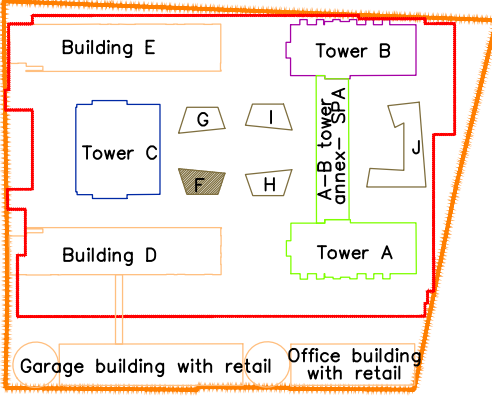 Building E
Tower B
A-B tower
annex- SPA
G
I
J
Tower C
F
H
Building D
Tower A
Garage building with retail
Office building
with retail